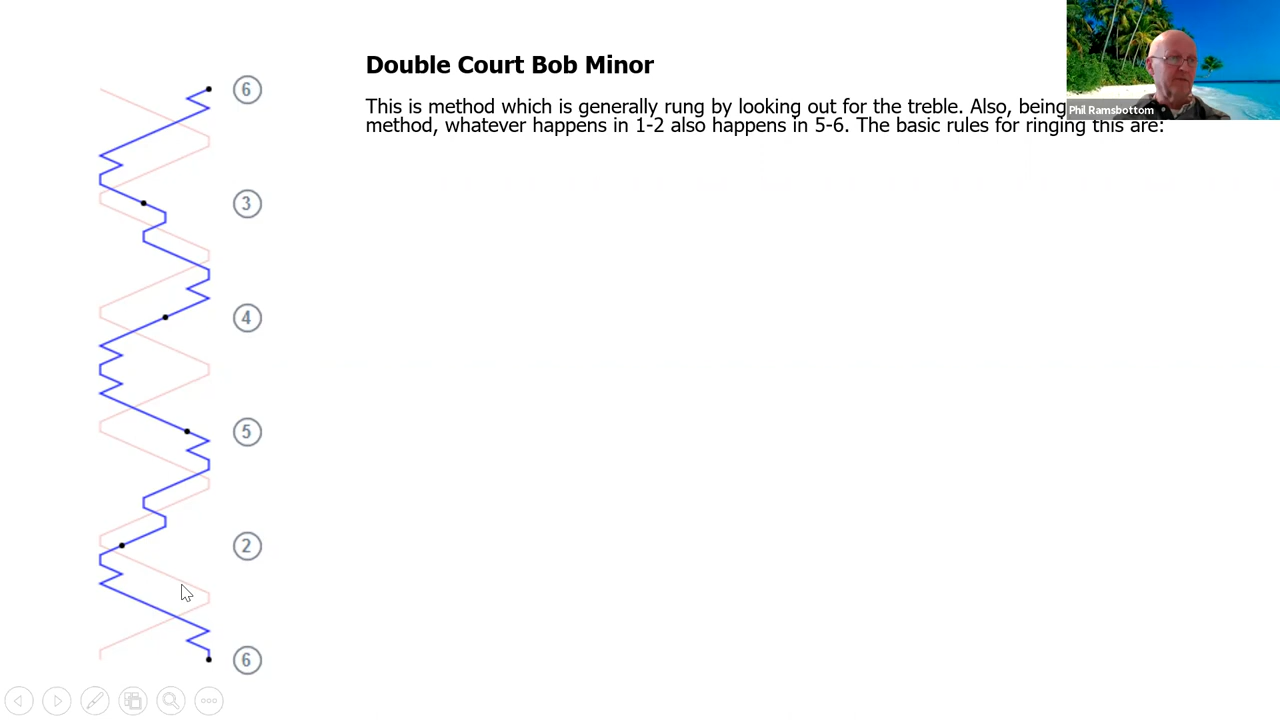 Double Court Bob Minor
This is method which is generally rung by looking out for the treble. Also, being
method, whatever happens in 1-2 also happens in 5-6. The basic rules for ringing this are:
Phil Ramsbottom
6
3
4
5
2
6